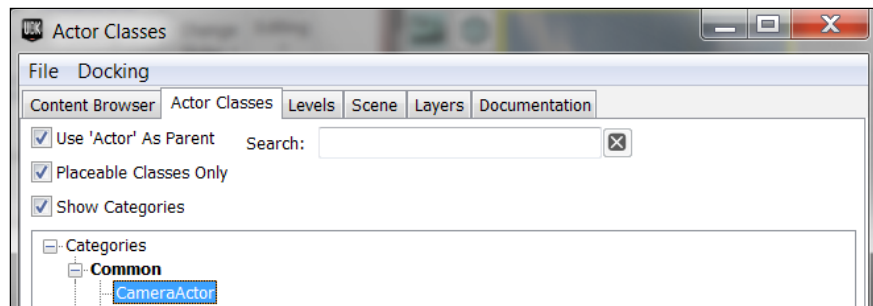 UDK Actor Classes
File Docking
Content Browser Actor Classes Levels Scene Layers Documentation
Use 'Actor' As Parent Search:
Placeable Classes Only
Show Categories
Categories
Common
CameraActor